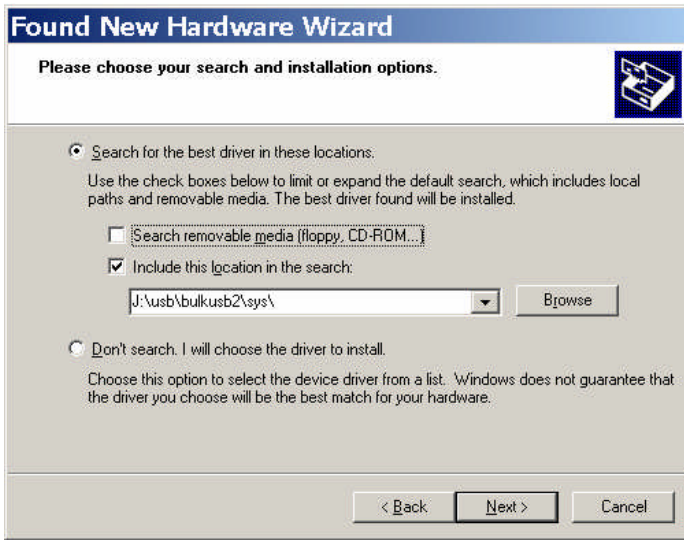 Found New Hardware Wizard
Please choose your search and installation options.
Search for the best driver in these locations.
Use the check boxes below to limit or expand the default search, which includes local
paths and removable media. The best driver found will be installed.
Search removable media (floppy, CD-ROM...)
Include this location in the search:
J:\usb\bulkusb2\sys\
Browse
Don't search. I will choose the driver to install.
Choose this option to select the device driver from a list. Windows does not guarantee that
the driver you choose will be the best match for your hardware.
< Back
Next >
Cancel